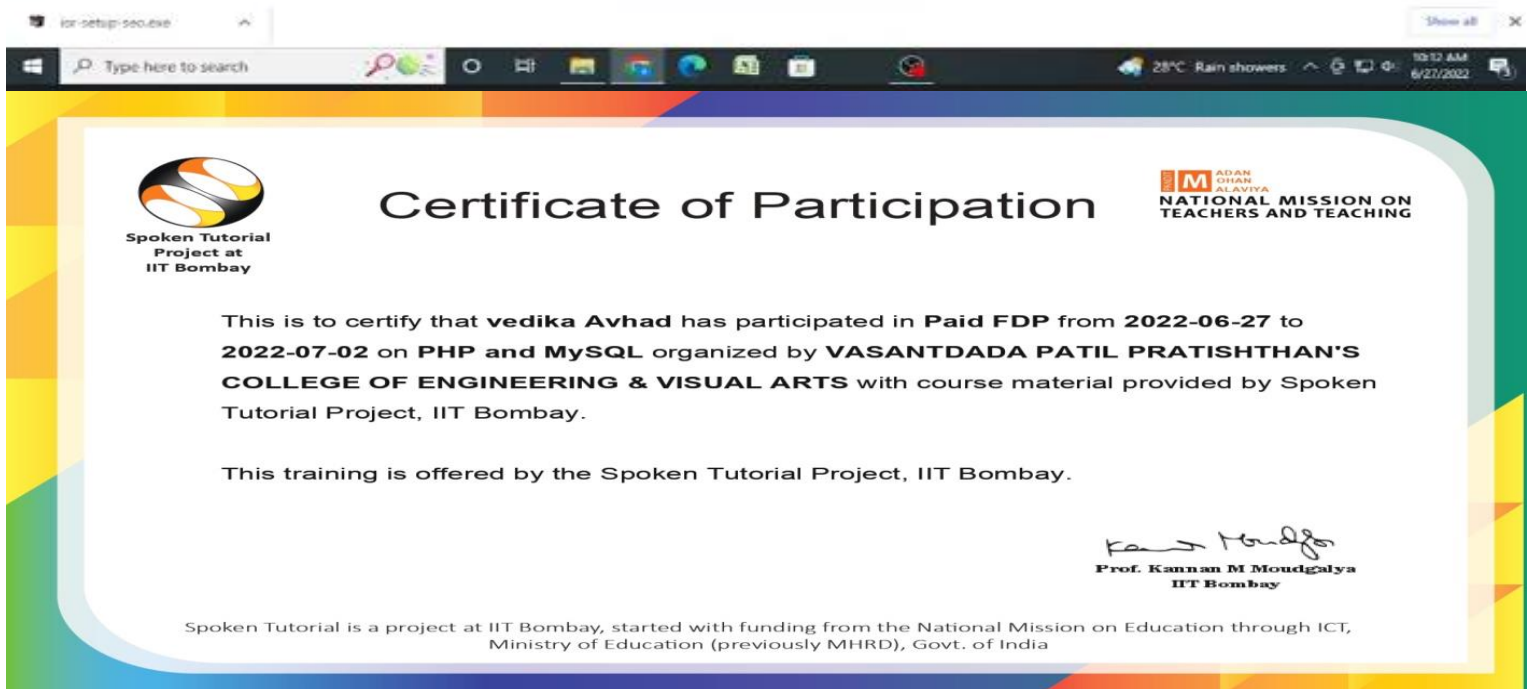 ior-setup-seo.exe
Show all
Type here to search
28°C Rain showers
10:12 AM
6/27/2022
Spoken Tutorial
Project at
IIT Bombay
Certificate of Participation
PANDIT
MADAN
MOHAN
MALAVIYA
NATIONAL MISSION ON
TEACHERS AND TEACHING
This is to certify that vedika Avhad has participated in Paid FDP from 2022-06-27 to
2022-07-02 on PHP and MySQL organized by VASANTDADA PATIL PRATISHTHAN'S
COLLEGE OF ENGINEERING & VISUAL ARTS with course material provided by Spoken
Tutorial Project, IIT Bombay.
This training is offered by the Spoken Tutorial Project, IIT Bombay.
Prof. Kannan M Moudgalya
IIT Bombay
Spoken Tutorial is a project at IIT Bombay, started with funding from the National Mission on Education through ICT,
Ministry of Education (previously MHRD), Govt. of India